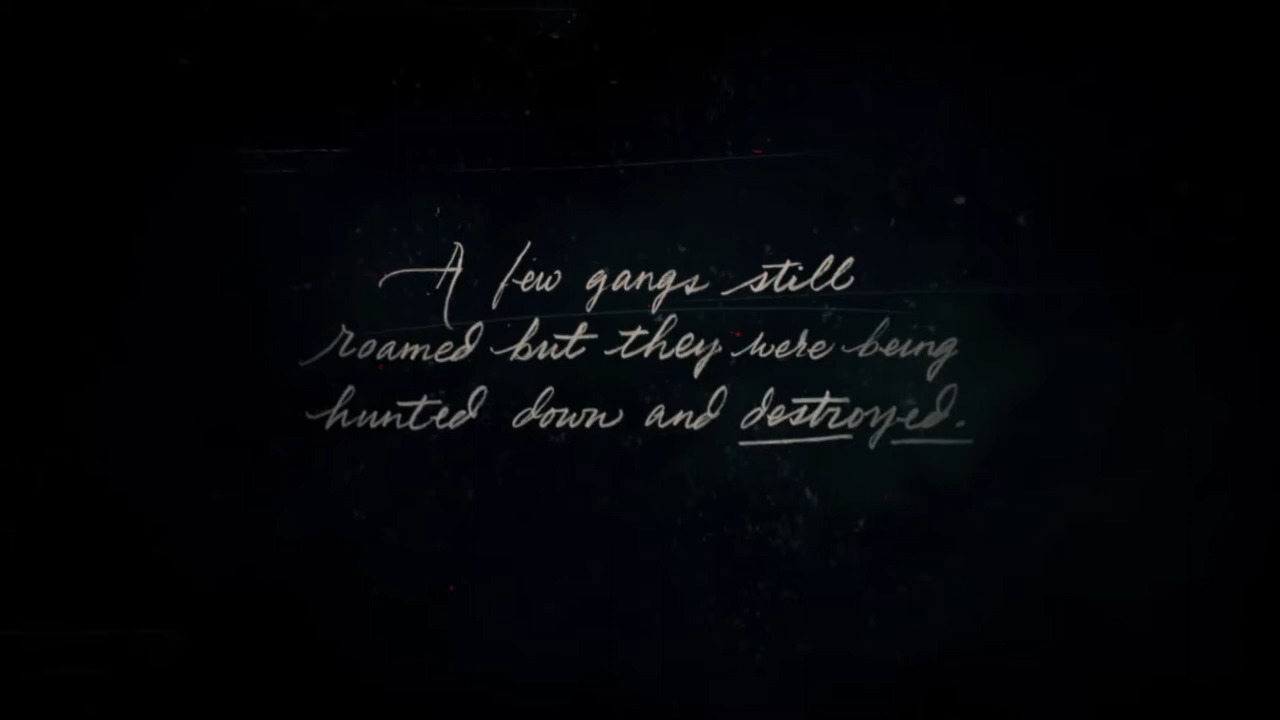 A few gangs still
roamed but they were being
hunted down and destroyed.